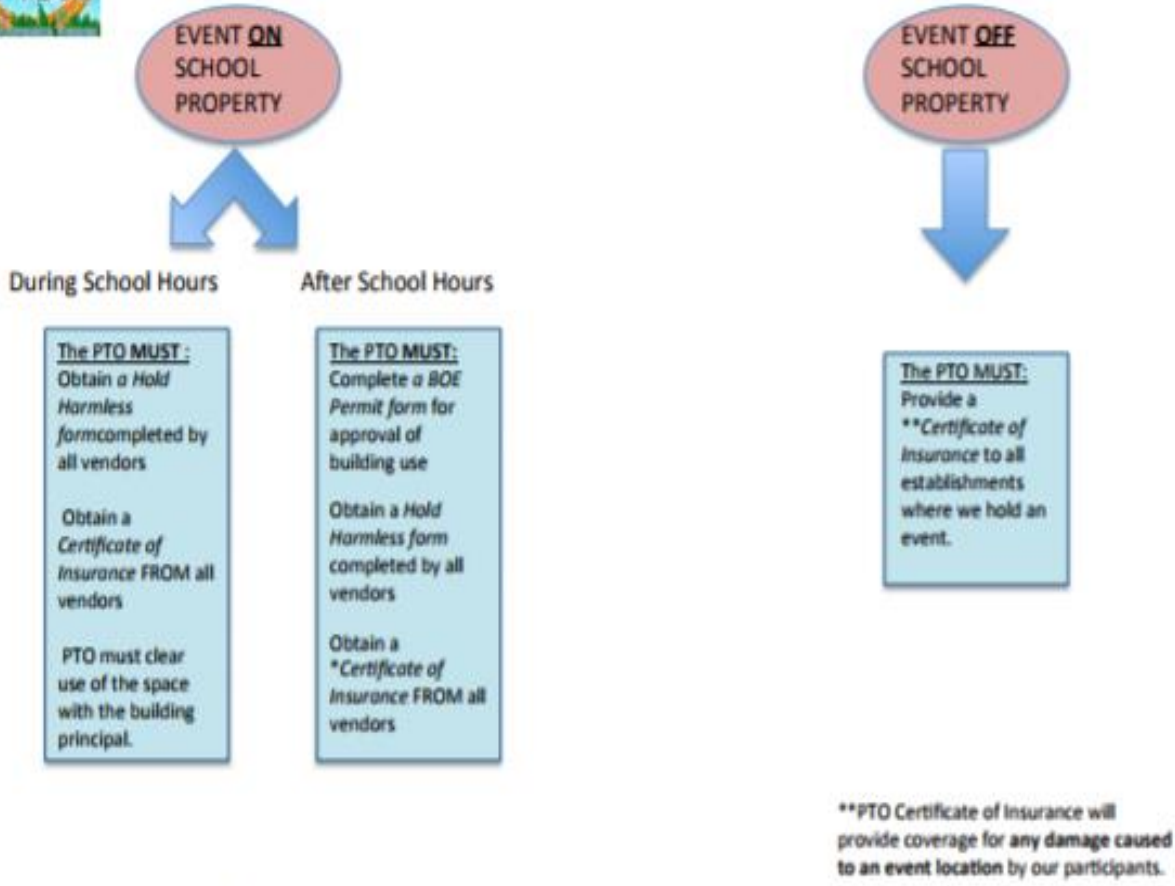 EVENT ON
SCHOOL
PROPERTY
During School Hours
The PTO MUST :
Obtain a Hold
Harmless
formcompleted by
all vendors
Obtain a
Certificate of
Insurance FROM all
vendors
PTO must clear
use of the space
with the building
principal.
After School Hours
The PTO MUST:
Complete a BOE
Permit form for
approval of
building use
Obtain a Hold
Harmless form
completed by all
vendors
Obtain a
*Certificate of
Insurance FROM all
vendors
EVENT OFF
SCHOOL
PROPERTY
The PTO MUST:
Provide a
**Certificate of
Insurance to all
establishments
where we hold an
event.
**PTO Certificate of Insurance will
provide coverage for any damage caused
to an event location by our participants.